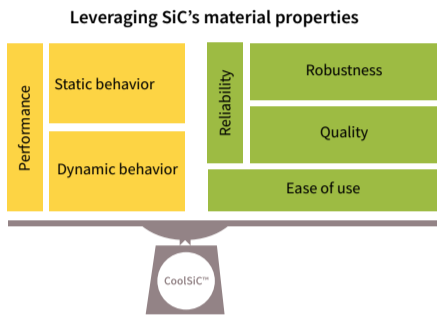 Leveraging SiC's material properties
Performance
Static behavior
Dynamic behavior
Reliability
Robustness
Quality
Ease of use
CoolSiC™